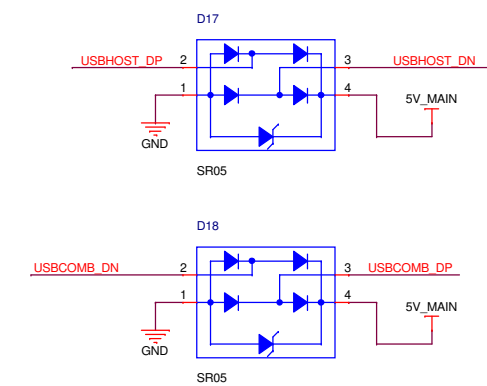 D17
USBHOST_DP 2 3 USBHOST_DN
1 4
5V_MAIN
GND
SR05
D18
USBCOMB_DN 2 3 USBCOMB_DP
1 4
5V_MAIN
GND
SR05